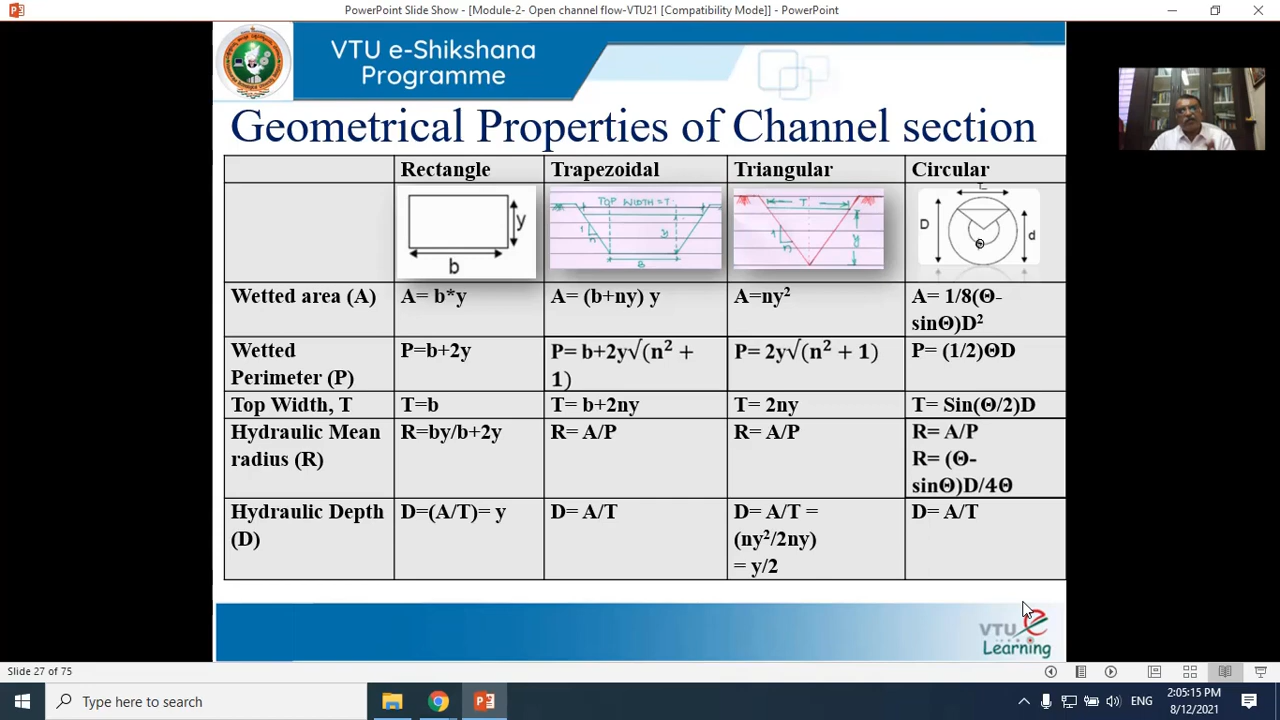 PowerPoint Slide Show - [Module-2- Open channel flow-VTU21 [Compatibility Mode]] - PowerPoint
VTU e-Shikshana
Programme
Geometrical Properties of Channel section
Rectangle
Trapezoidal
Triangular
Circular
y
b
TOP WIDTH = T
1
n
y
B
T
1
n
y
D
d
Θ
Wetted area (A)
A= b*y
A= (b+ny) y
A=ny²
A= 1/8(Θ-
sinΘ)D²
Wetted
Perimeter (P)
P=b+2y
P= b+2y√(n² +
1)
P= 2y√(n² + 1)
P= (1/2)ΘD
Top Width, T
T=b
T= b+2ny
T= 2ny
T= Sin(Θ/2)D
Hydraulic Mean
radius (R)
R=by/b+2y
R= A/P
R= A/P
R= A/P
R= (Θ-
sinΘ)D/4Θ
Hydraulic Depth
(D)
D=(A/T)= y
D= A/T
D= A/T =
(ny²/2ny)
= y/2
D= A/T
VTU e
Learning
Slide 27 of 75
Type here to search
ENG
2:05:15 PM
8/12/2021